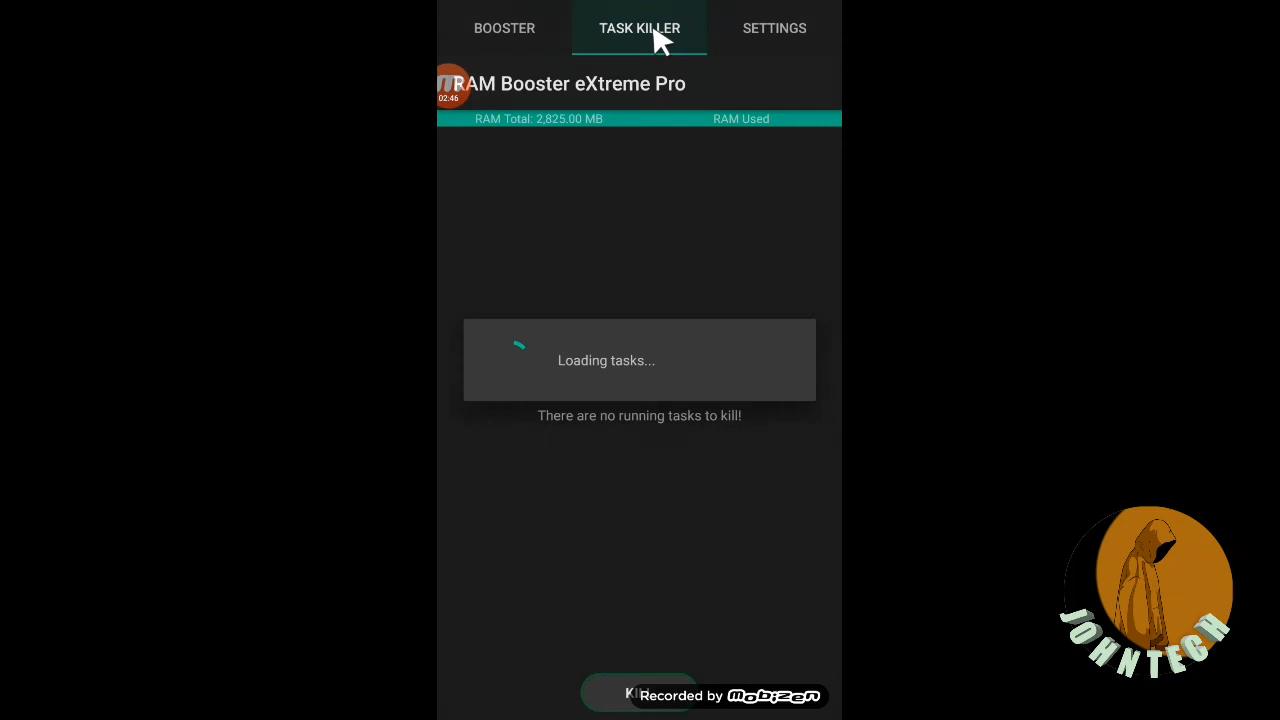 BOOSTER TASK KILLER SETTINGS
RAM Booster eXtreme Pro
02:46
RAM Total: 2,825.00 MB RAM Used
Loading tasks...
There are no running tasks to kill!
Recorded by Mobizen
JOHNTECH